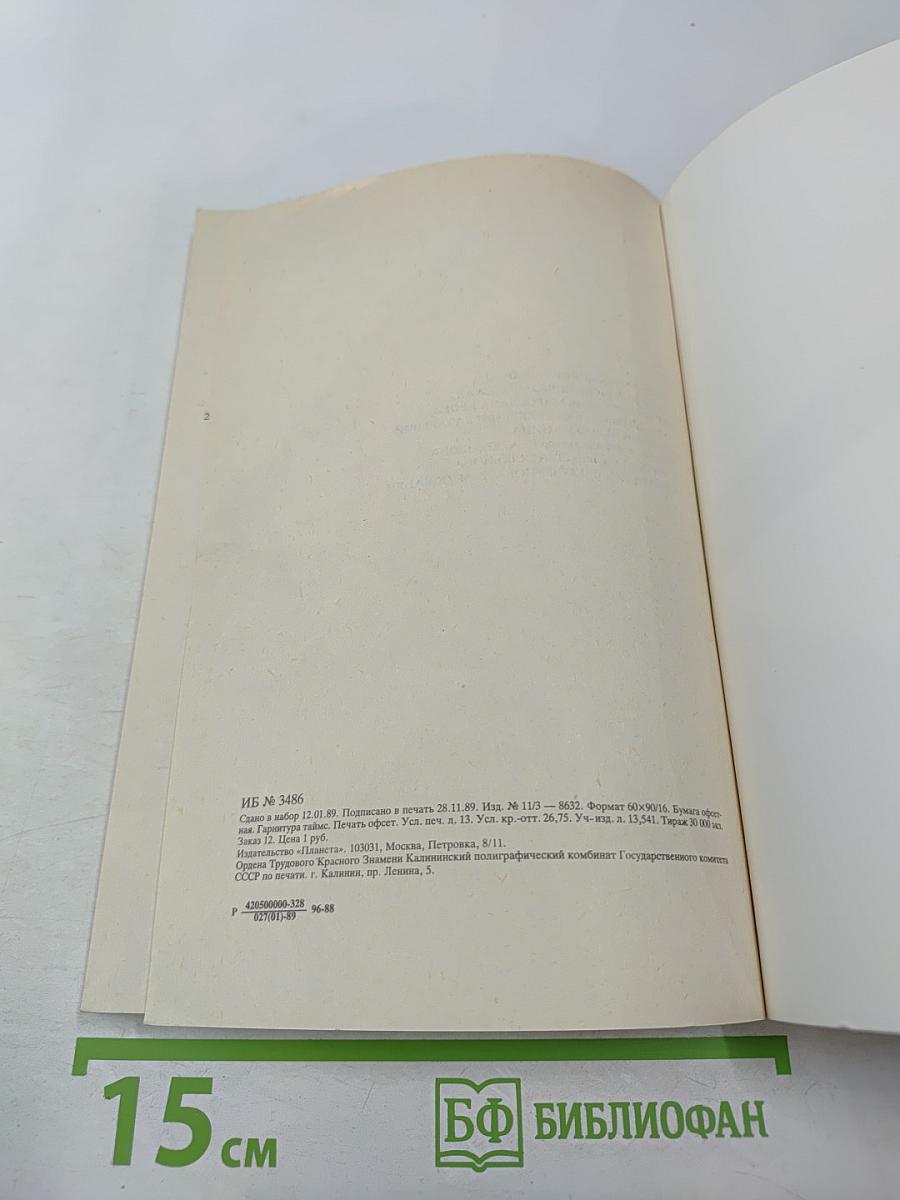 2
ИБ № 3486
Сдано в набор 12.01.89. Подписано в печать 28.11.89. Изд. № 11/3 — 8632. Формат 60×90/16. Бумага офсет-
ная. Гарнитура таймс. Печать офсет. Усл. печ. л. 13. Усл. кр.-отт. 26,75. Уч-изд. л. 13,541. Тираж 30 000 экз.
Заказ 12. Цена 1 руб.
Издательство «Планета». 103031, Москва, Петровка, 8/11.
Ордена Трудового Красного Знамени Калининский полиграфический комбинат Государственного комитета
СССР по печати. г. Калинин, пр. Ленина, 5.
Р 420500000-328
027(01)-89 96-88
15 см
БФ БИБЛИОФАН